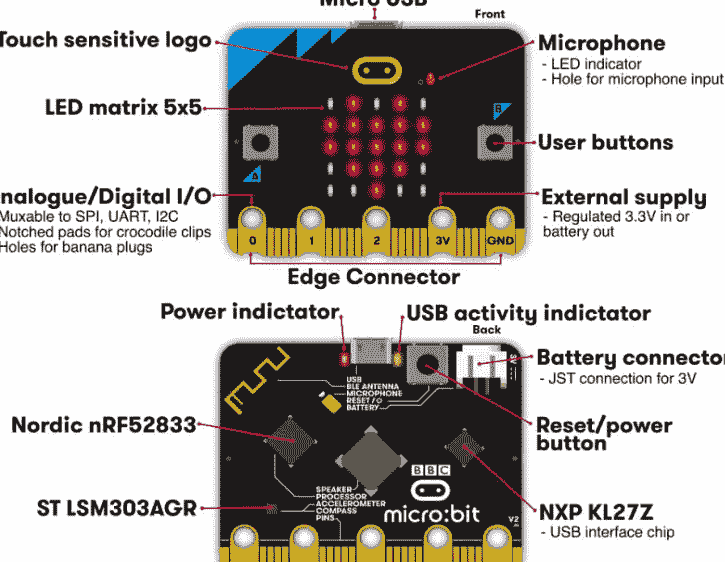 Micro USB
Front
Touch sensitive logo
Microphone
- LED indicator
- Hole for microphone input
LED matrix 5x5
B
User buttons
A
nalogue/Digital I/O
Muxable to SPI, UART, I2C
Notched pads for crocodile clips
Holes for banana plugs
External supply
- Regulated 3.3V in or
battery out
0
1
2
3V
GND
Edge Connector
Power indictator
USB activity indictator
Back
Battery connector
- JST connection for 3V
USB
BLE ANTENNA
MICROPHONE
RESET /
BATTERY
Nordic nRF52833
Reset/power
button
BBC
micro:bit
SPEAKER
PROCESSOR
ACCELEROMETER
COMPASS
PINS
ST LSM303AGR
NXP KL27Z
- USB interface chip
V2